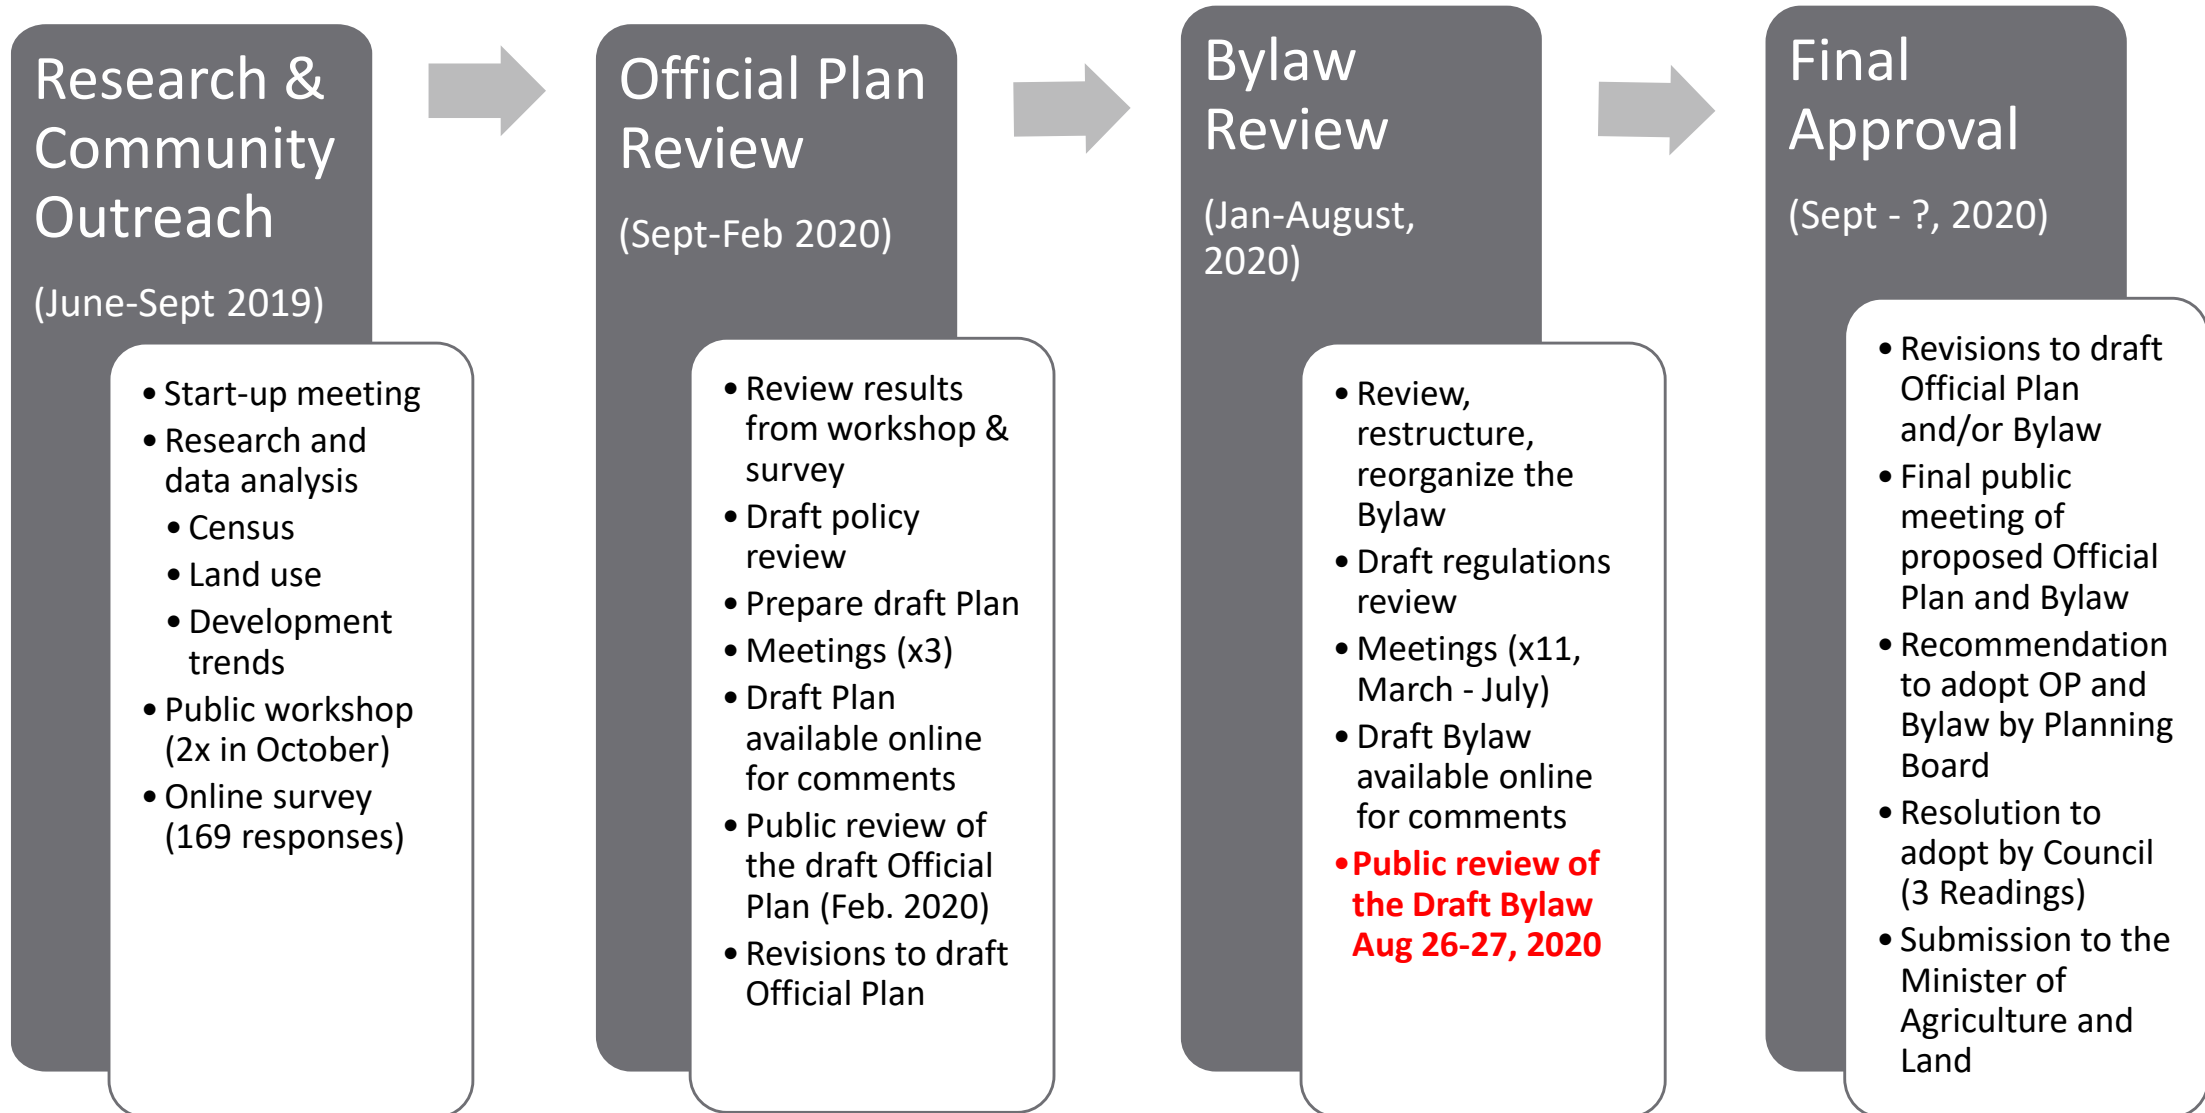 Research &
Community
Outreach
(June-Sept 2019)
• Start-up meeting
• Research and
data analysis
• Census
• Land use
• Development
trends
• Public workshop
(2x in October)
• Online survey
(169 responses)
Official Plan
Review
(Sept-Feb 2020)
• Review results
from workshop &
survey
• Draft policy
review
• Prepare draft Plan
• Meetings (x3)
• Draft Plan
available online
for comments
• Public review of
the draft Official
Plan (Feb. 2020)
• Revisions to draft
Official Plan
Bylaw
Review
(Jan-August,
2020)
• Review,
restructure,
reorganize the
Bylaw
• Draft regulations
review
• Meetings (x11,
March - July)
• Draft Bylaw
available online
for comments
• Public review of
the Draft Bylaw
Aug 26-27, 2020
Final
Approval
(Sept - ?, 2020)
• Revisions to draft
Official Plan
and/or Bylaw
• Final public
meeting of
proposed Official
Plan and Bylaw
• Recommendation
to adopt OP and
Bylaw by Planning
Board
• Resolution to
adopt by Council
(3 Readings)
• Submission to the
Minister of
Agriculture and
Land